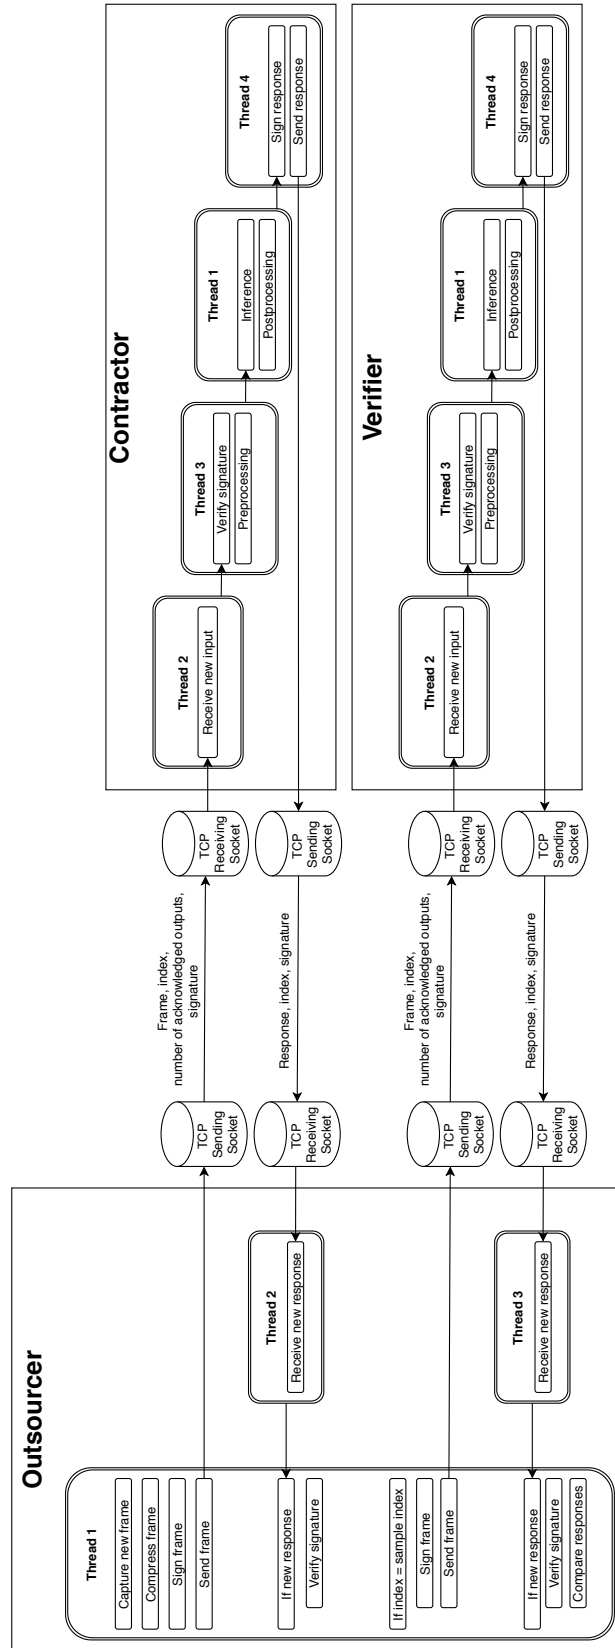 Outsourcer
Thread 1
Capture new frame
Compress frame
Sign frame
Send frame
If new response
Verify signature
If index = sample index
Sign frame
Send frame
If new response
Verify signature
Compare responses
Thread 2
Receive new response
Thread 3
Receive new response
TCP
Sending
Socket
TCP
Receiving
Socket
TCP
Sending
Socket
TCP
Receiving
Socket
Frame, index,
number of acknowledged outputs,
signature
Response, index, signature
Frame, index,
number of acknowledged outputs,
signature
Response, index, signature
TCP
Receiving
Socket
TCP
Sending
Socket
TCP
Receiving
Socket
TCP
Sending
Socket
Contractor
Thread 2
Receive new input
Thread 3
Verify signature
Preprocessing
Thread 1
Inference
Postprocessing
Thread 4
Sign response
Send response
Verifier
Thread 2
Receive new input
Thread 3
Verify signature
Preprocessing
Thread 1
Inference
Postprocessing
Thread 4
Sign response
Send response